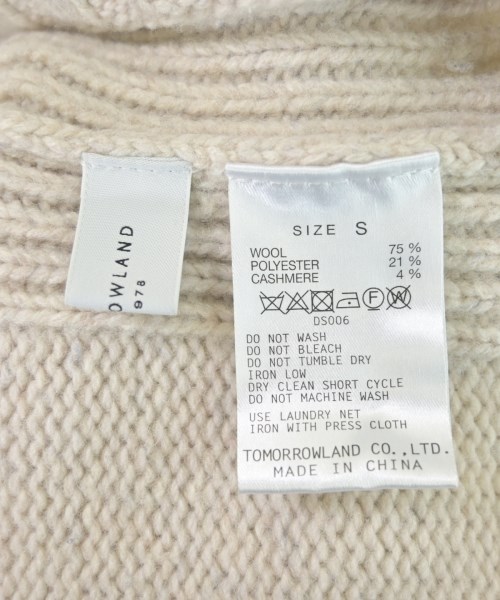 OWLAND
978
SIZE S
WOOL 75 %
POLYESTER 21 %
CASHMERE 4 %
DS006
DO NOT WASH
DO NOT BLEACH
DO NOT TUMBLE DRY
IRON LOW
DRY CLEAN SHORT CYCLE
DO NOT MACHINE WASH
USE LAUNDRY NET
IRON WITH PRESS CLOTH
TOMORROWLAND CO.,LTD.
MADE IN CHINA